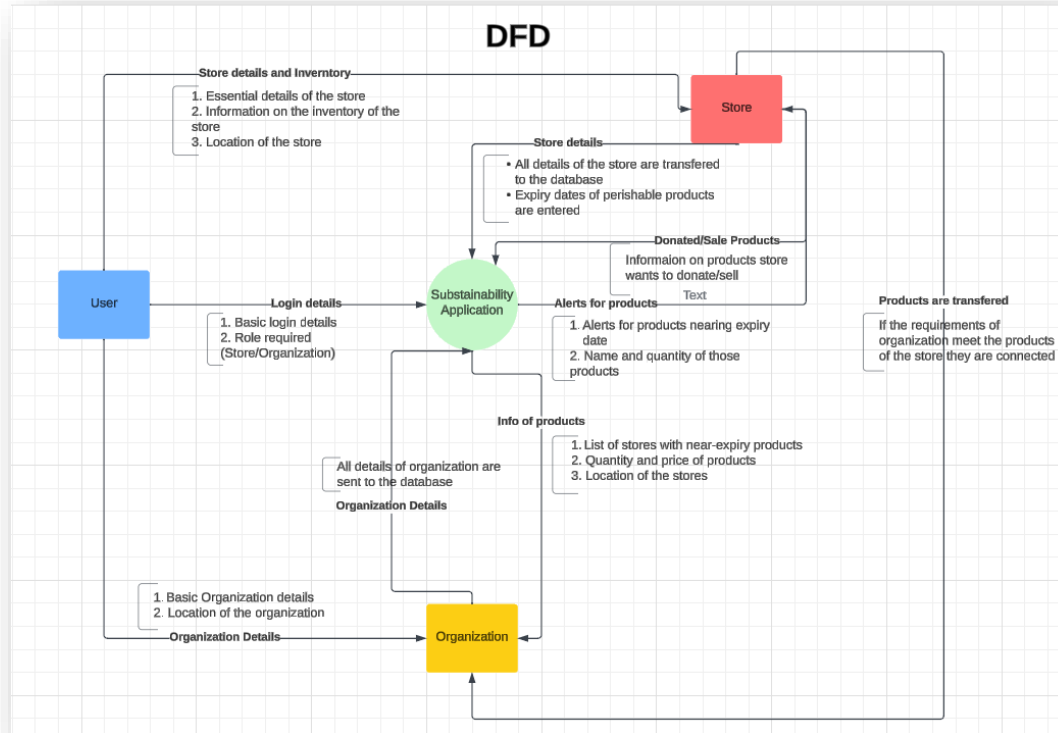 DFD
Store details and Inverntory
1. Essential details of the store
2. Information on the inventory of the
store
3. Location of the store
Store
Store details
▪ All details of the store are transfered
to the database
▪ Expiry dates of perishable products
are entered
Donated/Sale Products
Informaion on products store
wants to donate/sell
Text
User
Login details
1. Basic login details
2. Role required
(Store/Organization)
Substainability
Application
Alerts for products
1. Alerts for products nearing expiry
date
2. Name and quantity of those
products
Products are transfered
If the requirements of
organization meet the products
of the store they are connected
Info of products
1. List of stores with near-expiry products
2. Quantity and price of products
3. Location of the stores
All details of organization are
sent to the database
Organization Details
1. Basic Organization details
2. Location of the organization
Organization Details
Organization